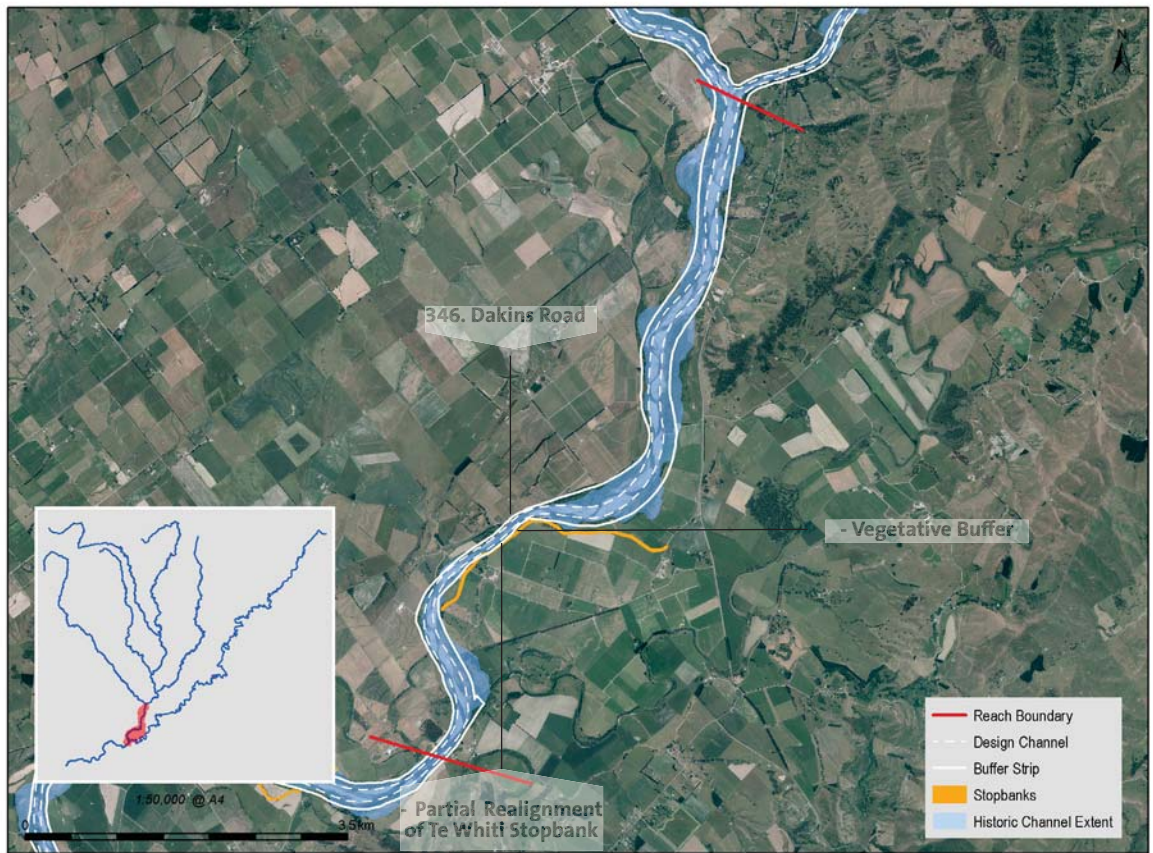 N
346. Dakins Road
- Vegetative Buffer
Reach Boundary
Design Channel
Buffer Strip
Stopbanks
Historic Channel Extent
1:50,000 @ A4
0
3.5km
- Partial Realignment
of Te Whiti Stopbank